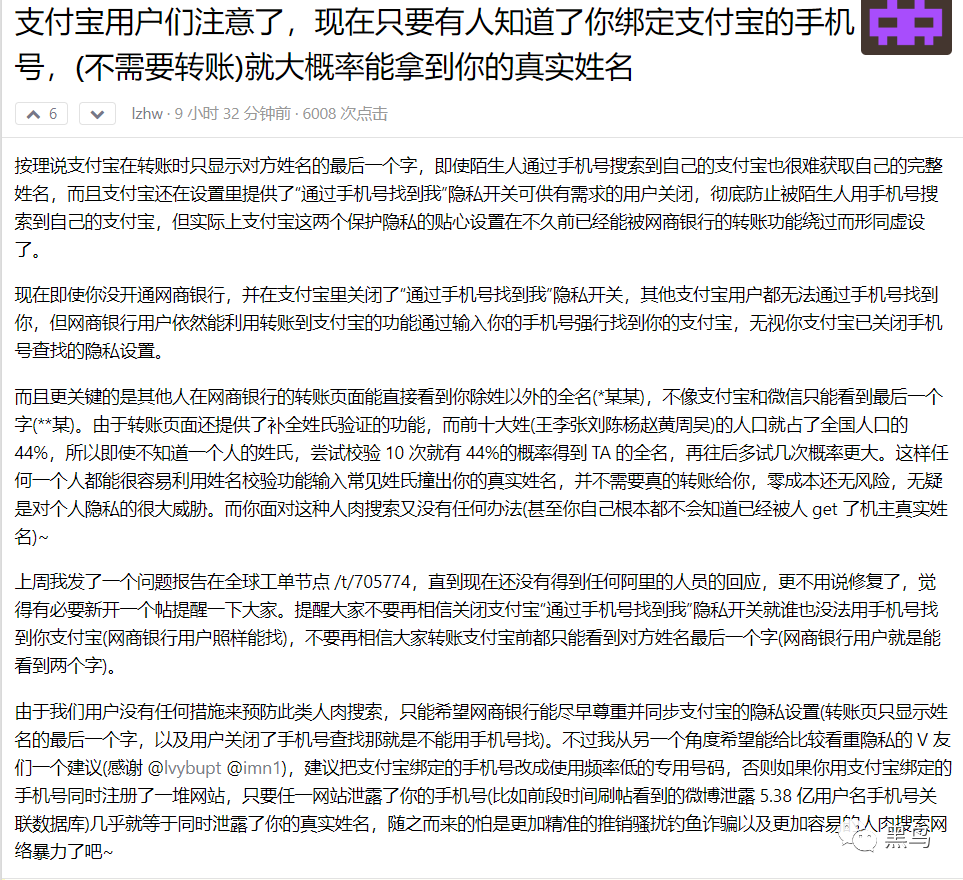 支付宝用户们注意了，现在只要有人知道了你绑定支付宝的手机
号，(不需要转账)就大概率能拿到你的真实姓名
6 lzhw · 9 小时 32 分钟前 · 6008 次点击
按理说支付宝在转账时只显示对方姓名的最后一个字，即使陌生人通过手机号搜索到自己的支付宝也很难获取自己的完整
姓名，而且支付宝还在设置里提供了“通过手机号找到我”隐私开关可供有需求的用户关闭，彻底防止被陌生人用手机号搜
索到自己的支付宝，但实际上支付宝这两个保护隐私的贴心设置在不久前已经能被网商银行的转账功能绕过而形同虚设
了。
现在即使你没开通网商银行，并在支付宝里关闭了“通过手机号找到我”隐私开关，其他支付宝用户都无法通过手机号找到
你，但网商银行用户依然能利用转账到支付宝的功能通过输入你的手机号强行找到你的支付宝，无视你支付宝已关闭手机
号查找的隐私设置。
而且更关键的是其他人在网商银行的转账页面能直接看到你除姓以外的全名(*某某)，不像支付宝和微信只能看到最后一个
字(**某)。由于转账页面还提供了补全姓氏验证的功能，而前十大姓(王李张刘陈杨赵黄周吴)的人口就占了全国人口的
44%，所以即使不知道一个人的姓氏，尝试校验 10 次就有 44%的概率得到 TA 的全名，再往后多试几次概率更大。这样任
何一个人都能很容易利用姓名校验功能输入常见姓氏撞出你的真实姓名，并不需要真的转账给你，零成本还无风险，无疑
是对个人隐私的很大威胁。而你面对这种人肉搜索又没有任何办法(甚至你自己根本都不会知道已经被人 get 了机主真实姓
名)~
上周我发了一个问题报告在全球工单节点 /t/705774，直到现在还没有得到任何阿里的人员的回应，更不用说修复了，觉
得有必要新开一个帖提醒一下大家。提醒大家不要再相信关闭支付宝“通过手机号找到我”隐私开关就谁也没法用手机号找
到你支付宝(网商银行用户照样能找)，不要再相信大家转账支付宝前都只能看到对方姓名最后一个字(网商银行用户就是能
看到两个字)。
由于我们用户没有任何措施来预防此类人肉搜索，只能希望网商银行能尽早尊重并同步支付宝的隐私设置(转账页只显示姓
名的最后一个字，以及用户关闭了手机号查找那就是不能用手机号找)。不过我从另一个角度希望能给比较看重隐私的 V 友
们一个建议(感谢 @lvybupt @imn1)，建议把支付宝绑定的手机号改成使用频率低的专用号码，否则如果你用支付宝绑定的
手机号同时注册了一堆网站，只要任一网站泄露了你的手机号(比如前段时间刷帖看到的微博泄露 5.38 亿用户名手机号关
联数据库)几乎就等于同时泄露了你的真实姓名，随之而来的怕是更加精准的推销骚扰钓鱼诈骗以及更加容易的人肉搜索网
络暴力了吧~
黑鸟